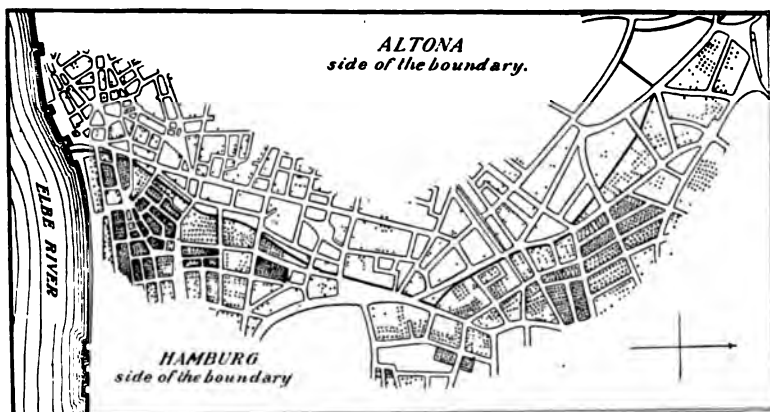 ALTONA
side of the boundary.
ELBE RIVER
HAMBURG
side of the boundary